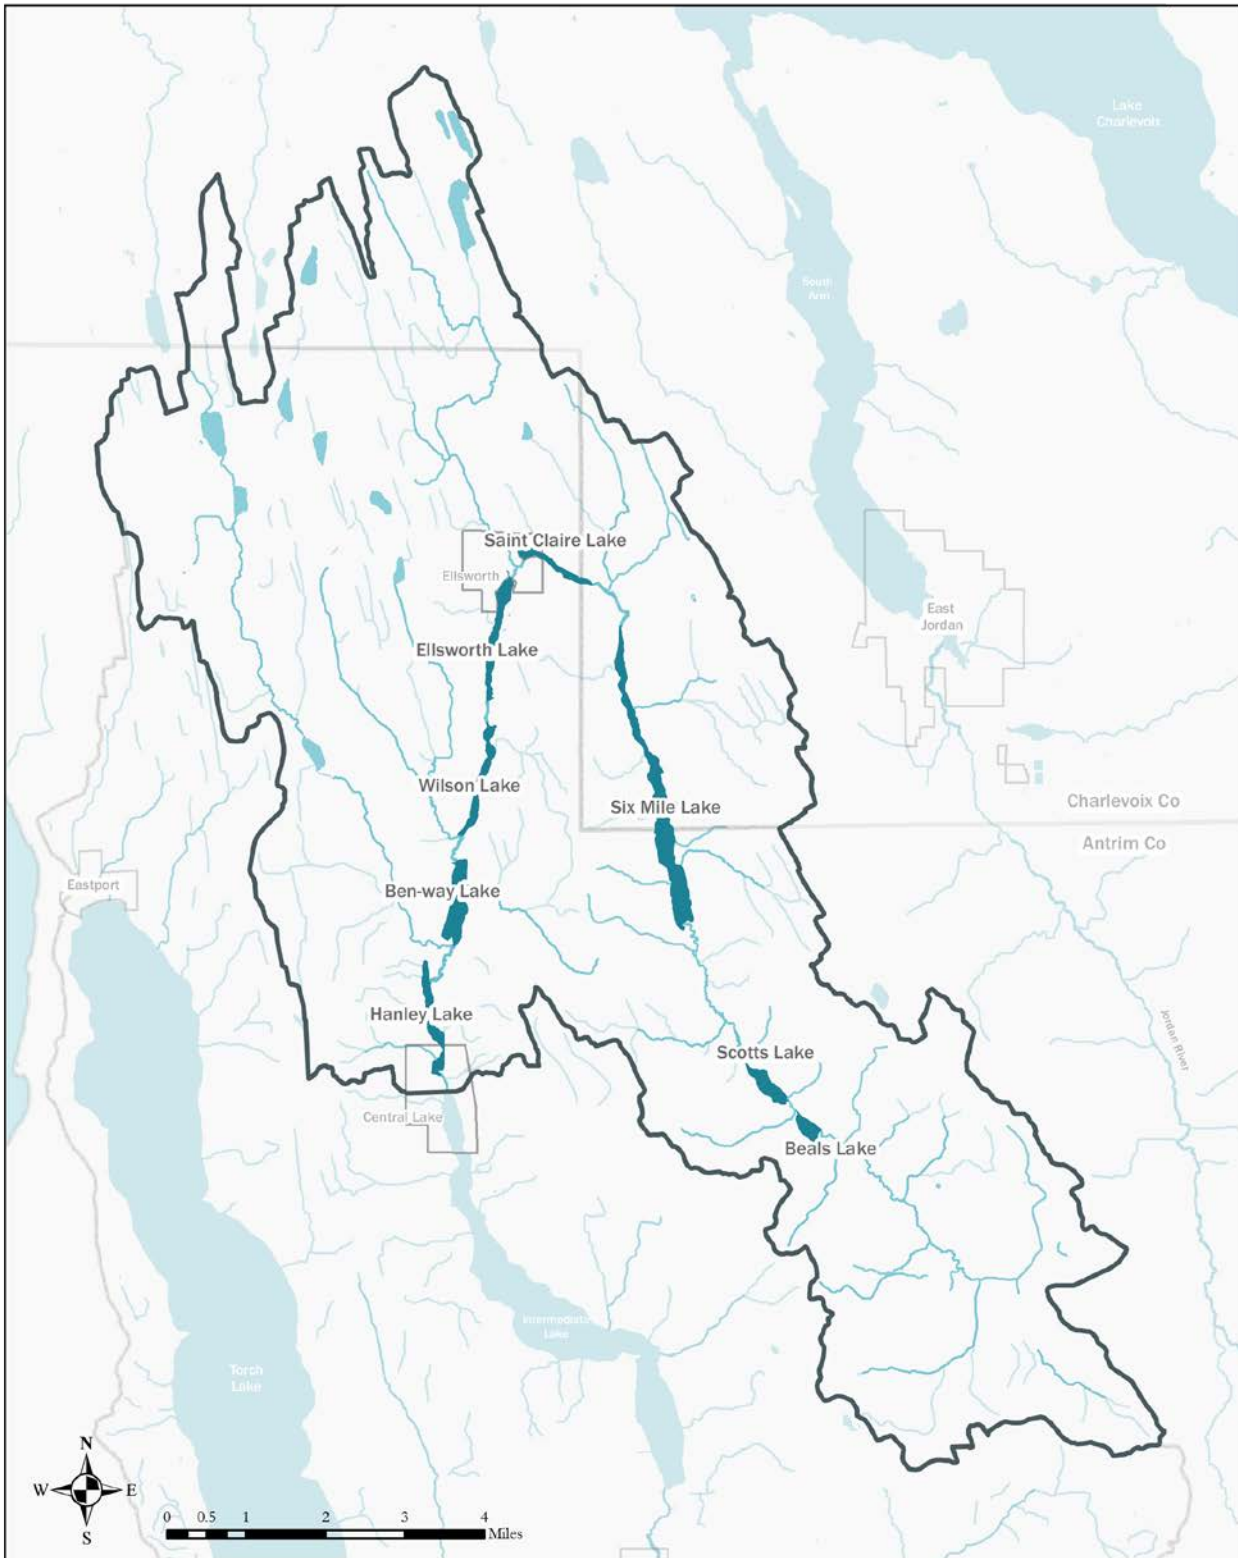 Lake
Charlevoix
South
Arm
Saint Claire Lake
Ellsworth
East
Jordan
Ellsworth Lake
Wilson Lake
Six Mile Lake
Charlevoix Co
Antrim Co
Eastport
Ben-way Lake
Hanley Lake
Jordan River
Scotts Lake
Central Lake
Beals Lake
Intermediate
Lake
Torch
Lake
N
W E
S
0 0.5 1 2 3 4
Miles